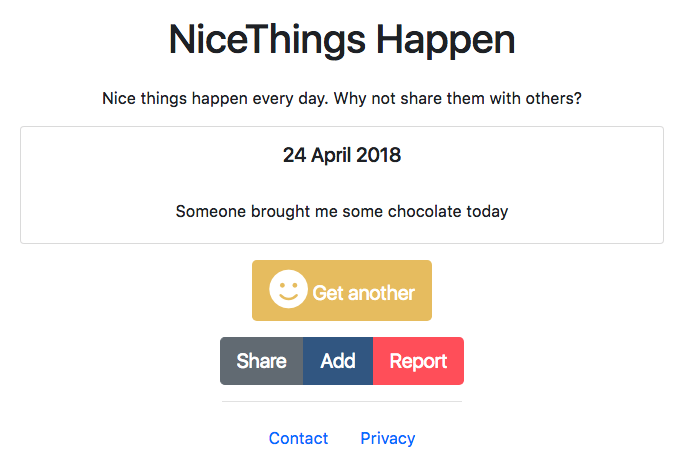 NiceThings Happen
Nice things happen every day. Why not share them with others?
24 April 2018
Someone brought me some chocolate today
Get another
Share Add Report
Contact Privacy